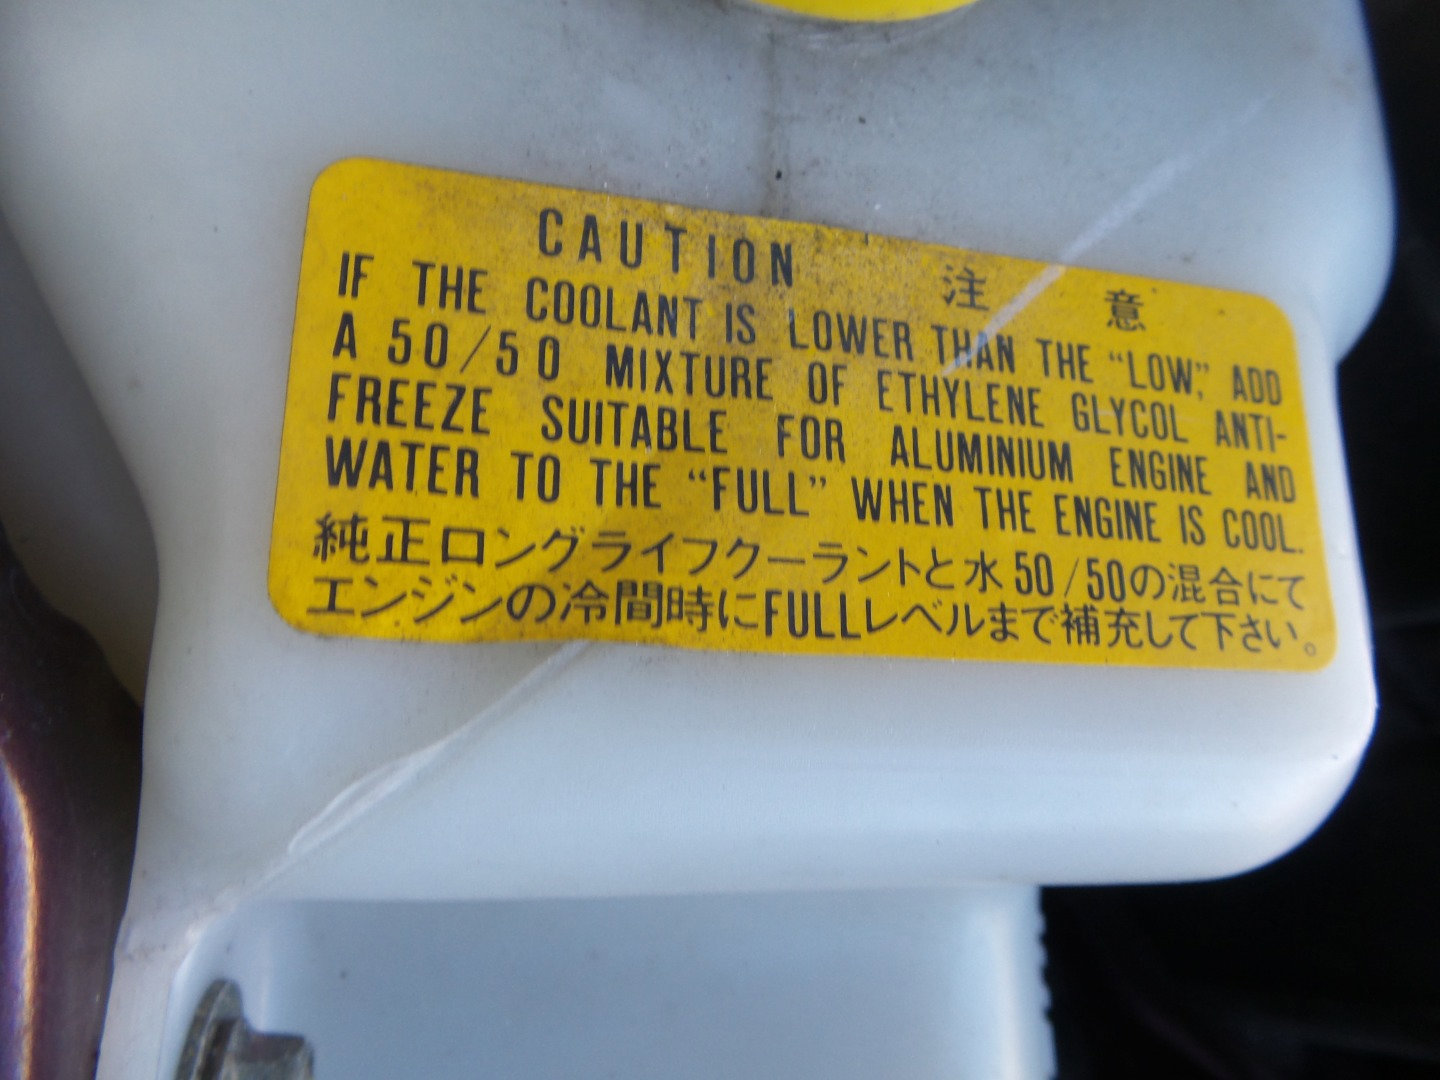 CAUTION 注意
IF THE COOLANT IS LOWER THAN THE “LOW”, ADD
A 50/50 MIXTURE OF ETHYLENE GLYCOL ANTI-
FREEZE SUITABLE FOR ALUMINIUM ENGINE AND
WATER TO THE “FULL” WHEN THE ENGINE IS COOL.
純正ロングライフクーラントと水50/50の混合にて
エンジンの冷間時にFULLレベルまで補充して下さい。